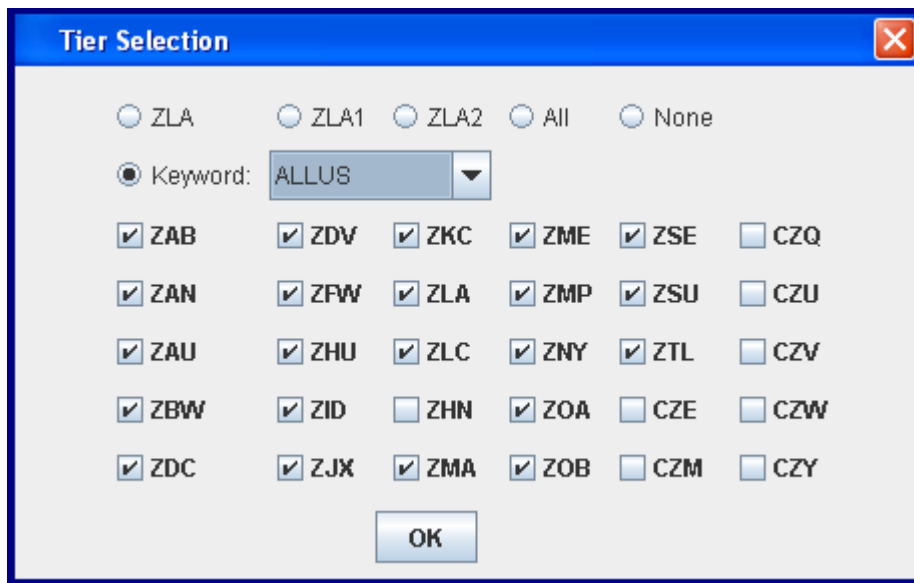 Tier Selection
ZLA ZLA1 ZLA2 All None
Keyword: ALLUS
ZAB ZDV ZKC ZME ZSE CZQ
ZAN ZFW ZLA ZMP ZSU CZU
ZAU ZHU ZLC ZNY ZTL CZV
ZBW ZID ZHN ZOA CZE CZW
ZDC ZJX ZMA ZOB CZM CZY
OK